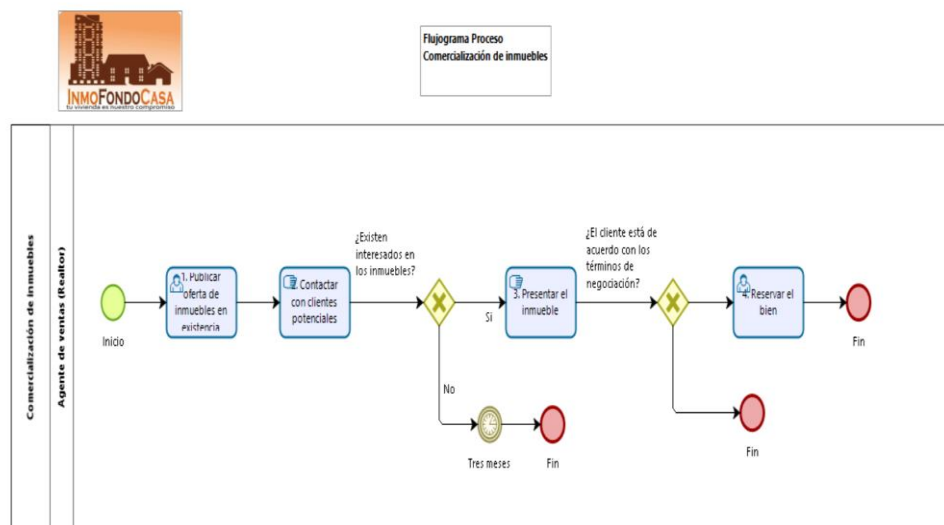 INMOFONDOCASA
tu vivienda es nuestro compromiso
Flujograma Proceso
Comercialización de inmuebles
Comercialización de Inmuebles
Agente de ventas (Realtor)
Inicio
1. Publicar
oferta de
inmuebles en
existencia
2. Contactar
con clientes
potenciales
¿Existen
interesados en
los inmuebles?
Si
No
Tres meses
Fin
3. Presentar el
inmueble
¿El cliente está de
acuerdo con los
términos de
negociación?
4. Reservar el
bien
Fin
Fin